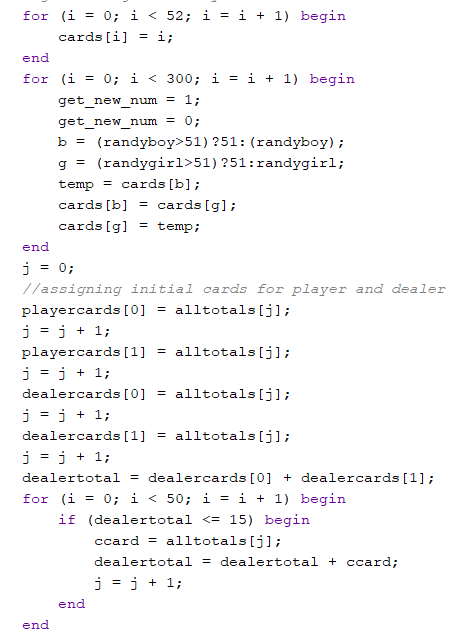 for (i = 0; i < 52; i = i + 1) begin
    cards[i] = i;
end
for (i = 0; i < 300; i = i + 1) begin
    get_new_num = 1;
    get_new_num = 0;
    b = (randyboy>51)?51:(randyboy);
    g = (randygirl>51)?51:randygirl;
    temp = cards[b];
    cards[b] = cards[g];
    cards[g] = temp;
end
j = 0;
//assigning initial cards for player and dealer
playercards[0] = alltotals[j];
j = j + 1;
playercards[1] = alltotals[j];
j = j + 1;
dealercards[0] = alltotals[j];
j = j + 1;
dealercards[1] = alltotals[j];
j = j + 1;
dealertotal = dealercards[0] + dealercards[1];
for (i = 0; i < 50; i = i + 1) begin
    if (dealertotal <= 15) begin
        ccard = alltotals[j];
        dealertotal = dealertotal + ccard;
        j = j + 1;
    end
end